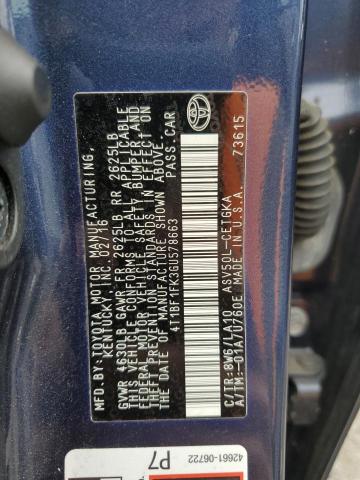 MFD. BY:
TOYOTA MOTOR MANUFACTURING,
KENTUCKY,INC. 02/16
GVWR 4630LB GAWR FR 2625LB RR 2625LB
THIS VEHICLE CONFORMS TO ALL APPLICABLE
FEDERAL MOTOR VEHICLE SAFETY, BUMPER, AND
THEFT PREVENTION STANDARDS IN EFFECT ON
THE DATE OF MANUFACTURE SHOWN ABOVE.
4T1BF1FK3GU578663 PASS.CAR
C/TR:8W6/LA10 ASV50L-CETGKA
A/TM:-01A/U760E 73615
42661-06722
P7